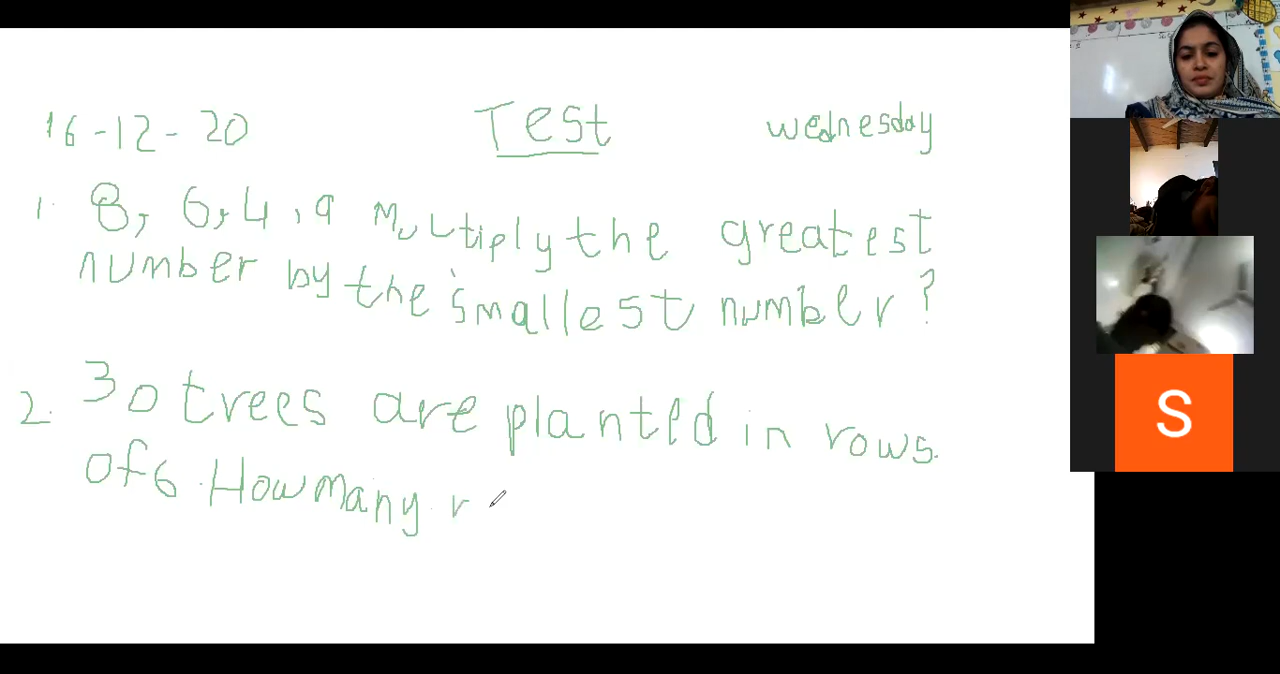 16-12-20 Test wednesday
1. 8, 6, 4, 9 Multiply the greatest
number by the smallest number?
2. 30 trees are planted in rows.
of 6. How many r
S